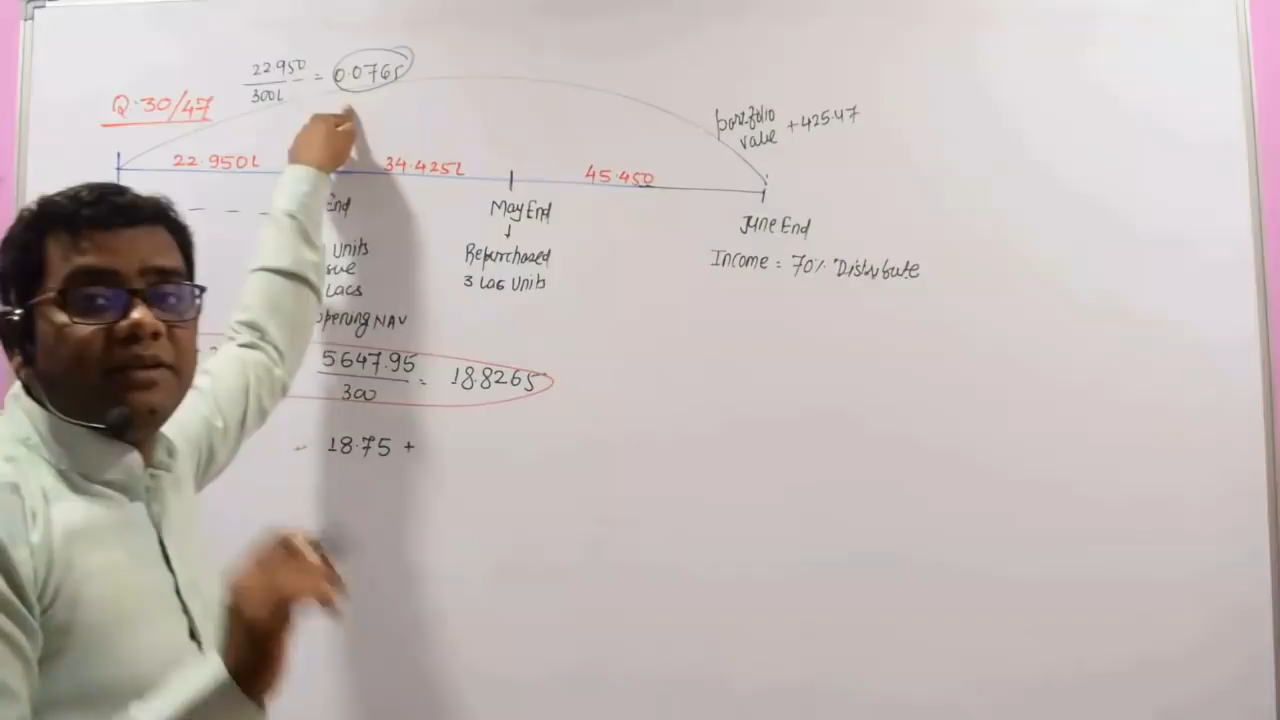 22950
300L
= 0.0765
Q.30/47
portfolio
value +425.47
22.950L 34.425L 45.450
End
May End
June End
Units
Repurchased
3 Lac Units
Income = 70% Distribute
sue
Lacs
opening NAV
5647.95
300
= 18.8265
18.75 +